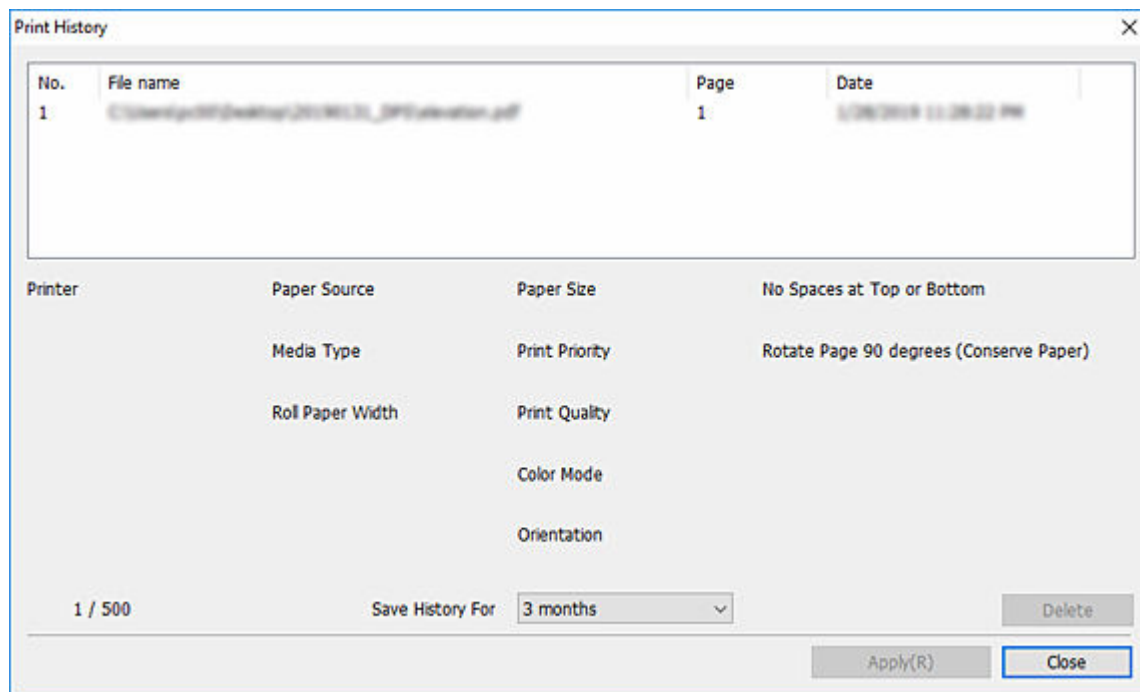 Print History
No. File name Page Date
1 1
Printer Paper Source Paper Size No Spaces at Top or Bottom
Media Type Print Priority Rotate Page 90 degrees (Conserve Paper)
Roll Paper Width Print Quality
Color Mode
Orientation
1 / 500 Save History For 3 months Delete
Apply(R) Close